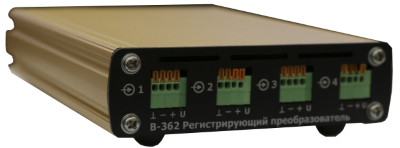 1 2 3 4
⊥ − + U ⊥ − + U ⊥ − + U ⊥ − + U
В-362 Регистрирующий преобразователь